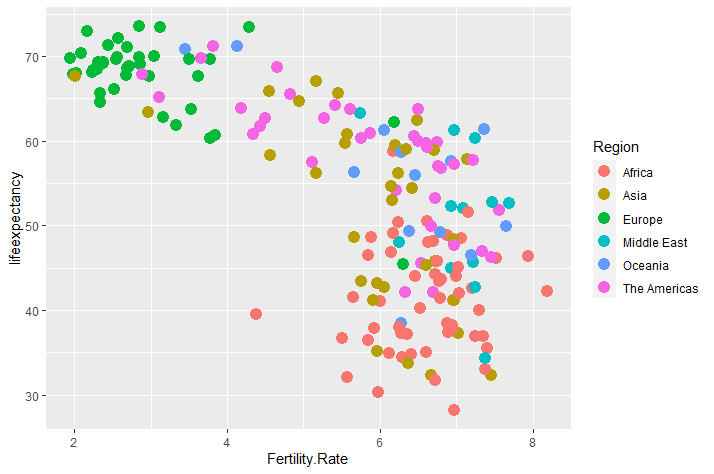 70
60
50
40
30
lifeexpectancy
2
4
6
8
Fertility.Rate
Region
Africa
Asia
Europe
Middle East
Oceania
The Americas